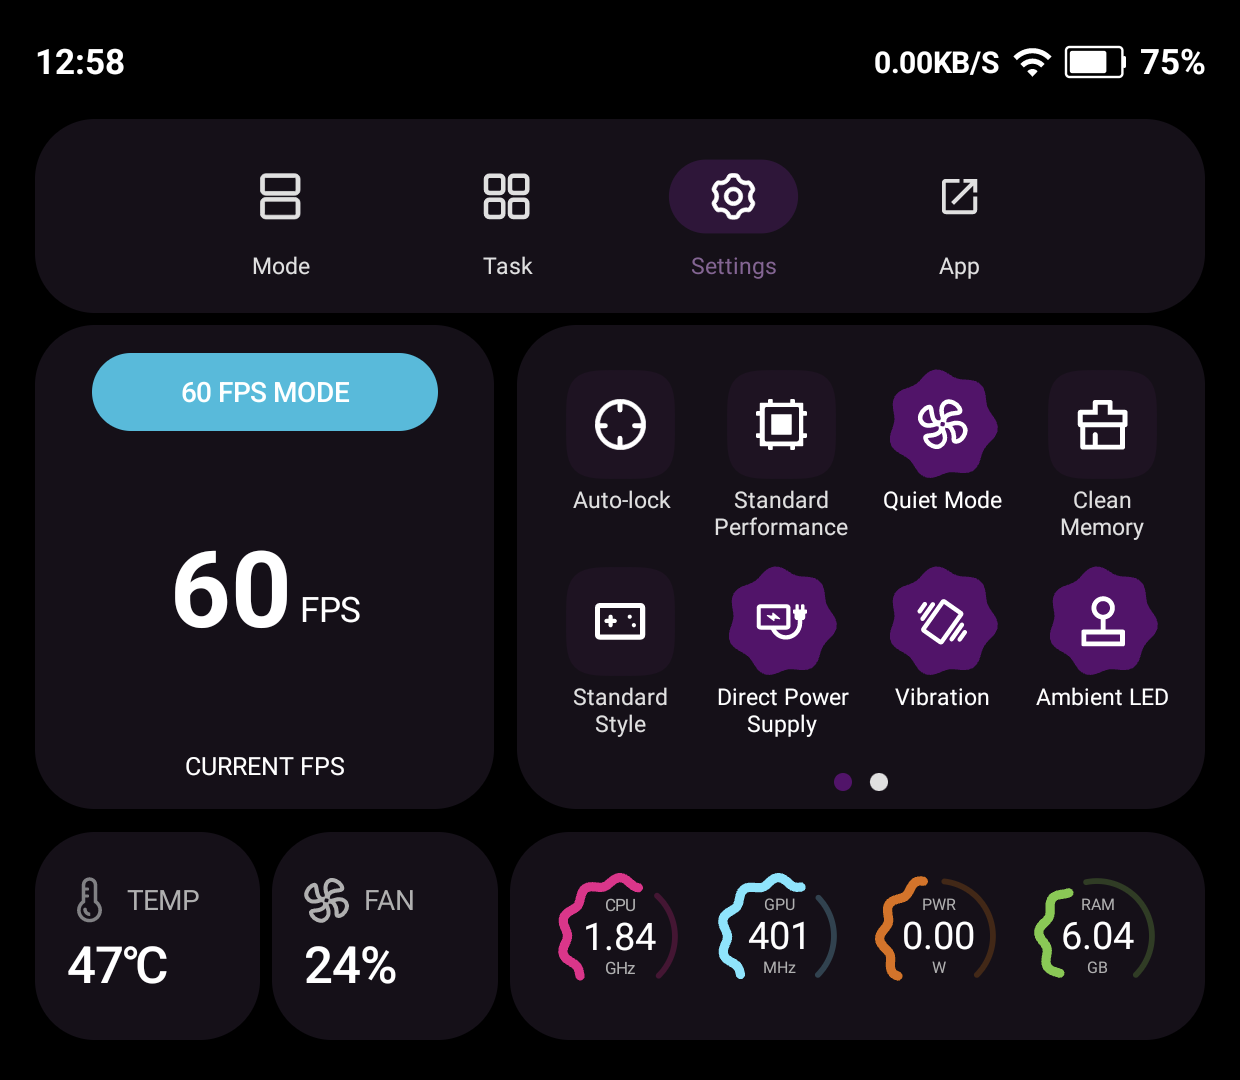 12:58
0.00KB/S 75%
Mode Task Settings App
60 FPS MODE
60 FPS
CURRENT FPS
Auto-lock
Standard
Performance
Quiet Mode
Clean
Memory
Standard
Style
Direct Power
Supply
Vibration
Ambient LED
TEMP
47°C
FAN
24%
CPU
1.84
GHz
GPU
401
MHz
PWR
0.00
W
RAM
6.04
GB